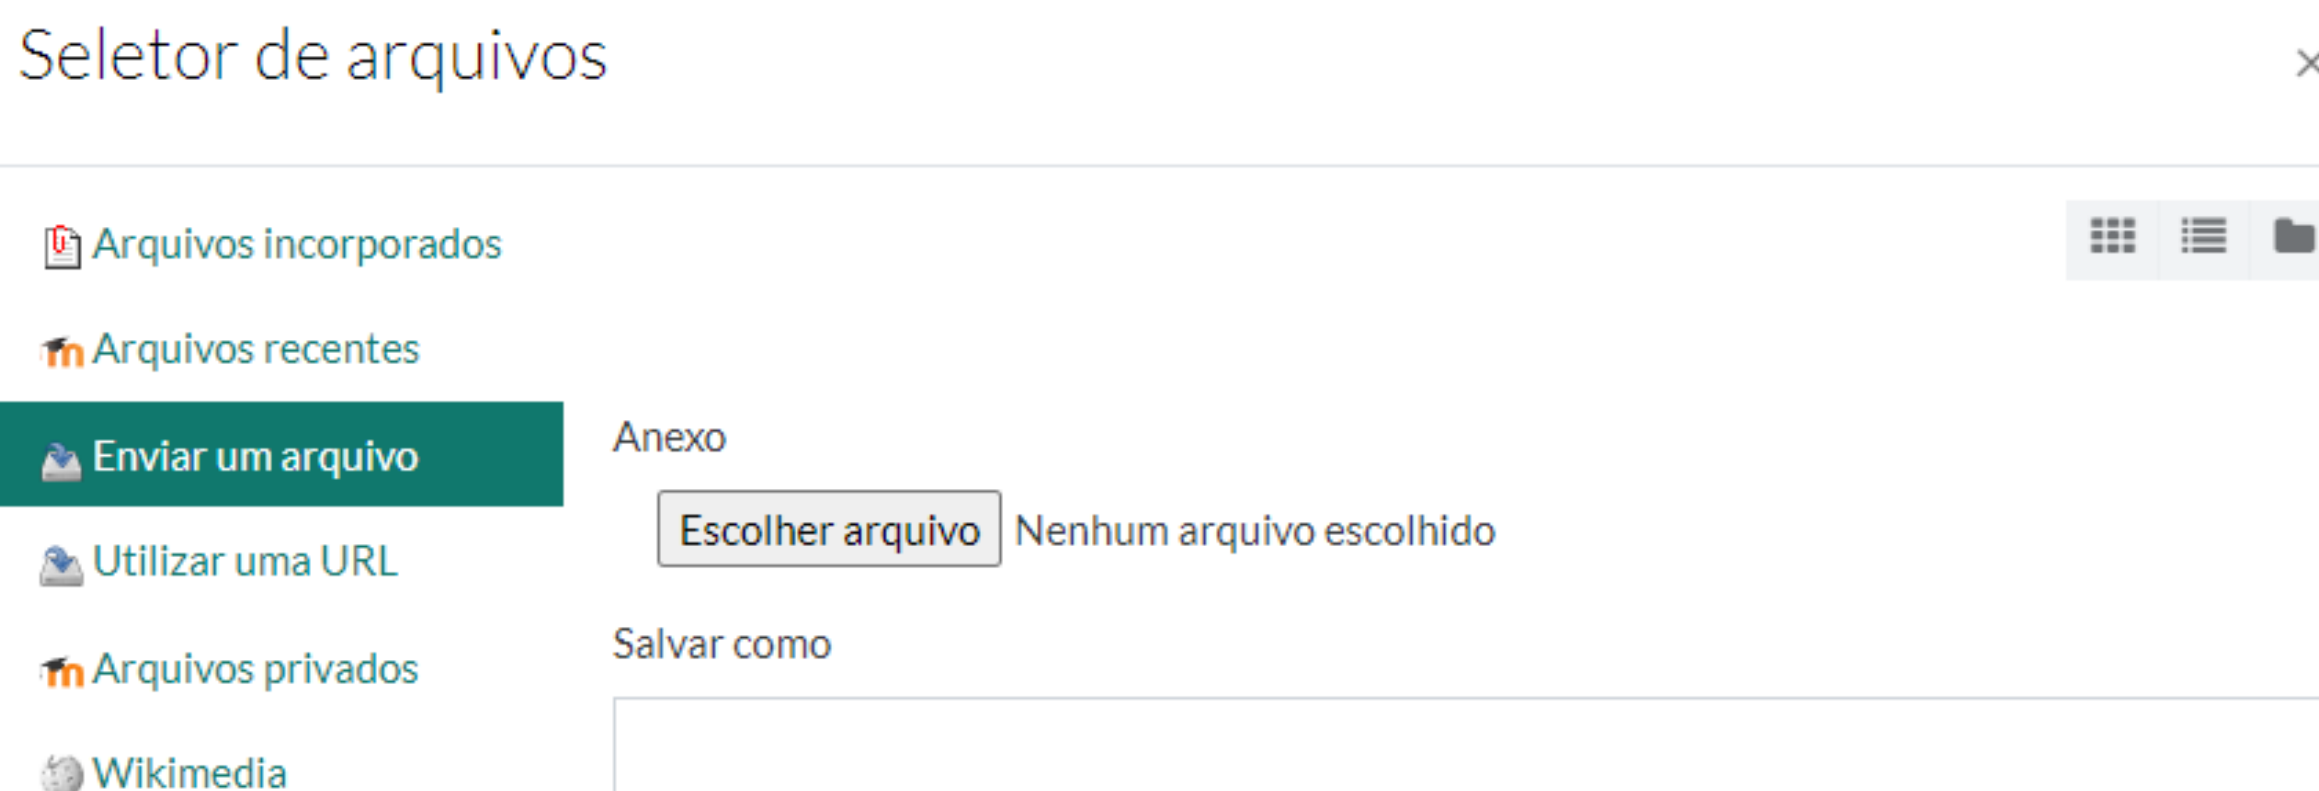 Seletor de arquivos
Arquivos incorporados
Arquivos recentes
Enviar um arquivo
Utilizar uma URL
Arquivos privados
Wikimedia
Anexo
Escolher arquivo Nenhum arquivo escolhido
Salvar como